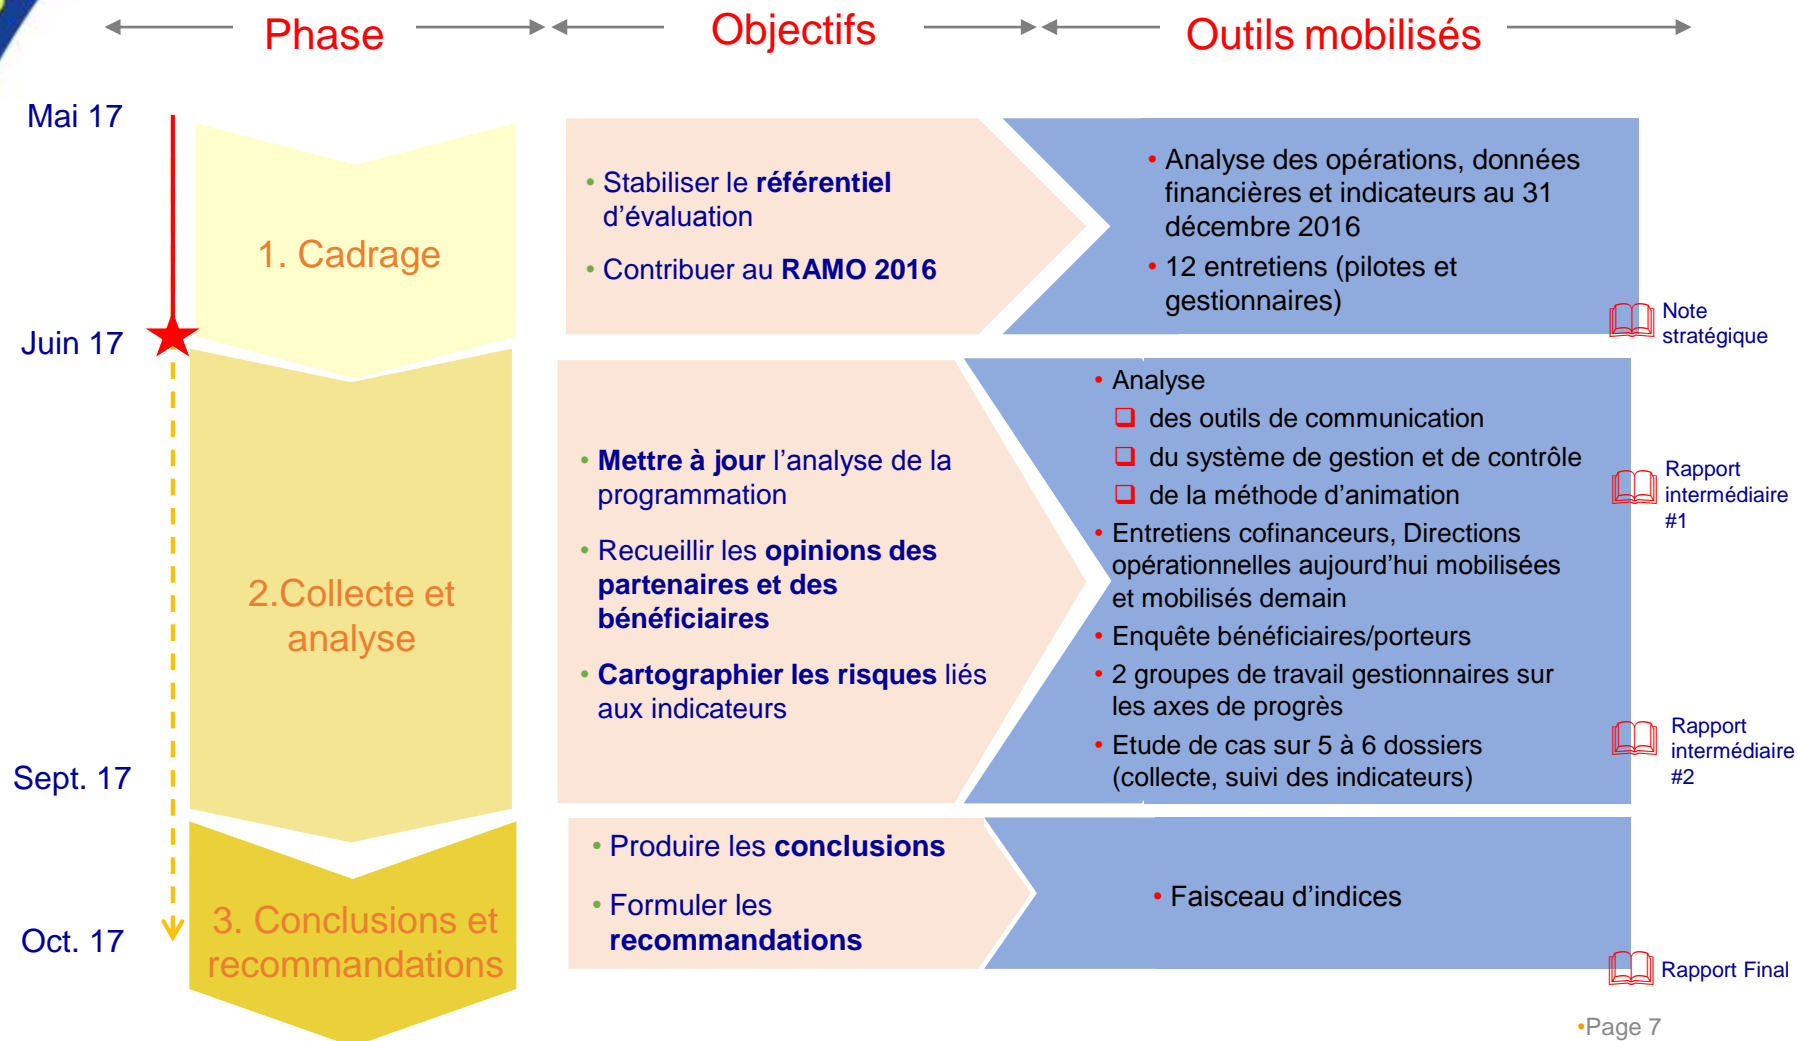 Phase
Objectifs
Outils mobilisés
Mai 17
1. Cadrage
• Stabiliser le référentiel
d’évaluation
• Contribuer au RAMO 2016
• Analyse des opérations, données
financières et indicateurs au 31
décembre 2016
• 12 entretiens (pilotes et
gestionnaires)
Note
stratégique
Juin 17
2.Collecte et
analyse
• Mettre à jour l’analyse de la
programmation
• Recueillir les opinions des
partenaires et des
bénéficiaires
• Cartographier les risques liés
aux indicateurs
• Analyse
❑ des outils de communication
❑ du système de gestion et de contrôle
❑ de la méthode d’animation
• Entretiens cofinanceurs, Directions
opérationnelles aujourd’hui mobilisées
et mobilisés demain
• Enquête bénéficiaires/porteurs
• 2 groupes de travail gestionnaires sur
les axes de progrès
• Etude de cas sur 5 à 6 dossiers
(collecte, suivi des indicateurs)
Rapport
intermédiaire
#1
Rapport
intermédiaire
#2
Sept. 17
3. Conclusions et
recommandations
• Produire les conclusions
• Formuler les
recommandations
• Faisceau d’indices
Oct. 17
Rapport Final
•Page 7